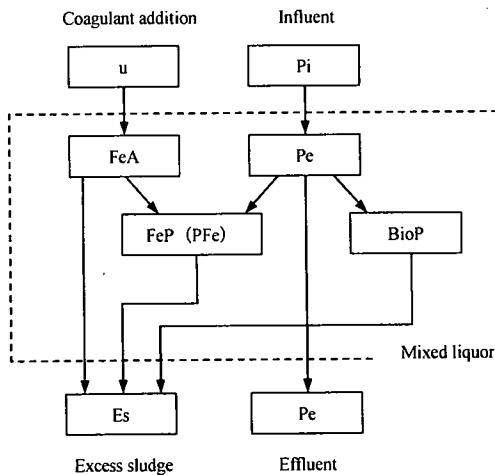 Coagulant addition
Influent
u
Pi
FeA
Pe
FeP (PFe)
BioP
Mixed liquor
Es
Pe
Excess sludge
Effluent